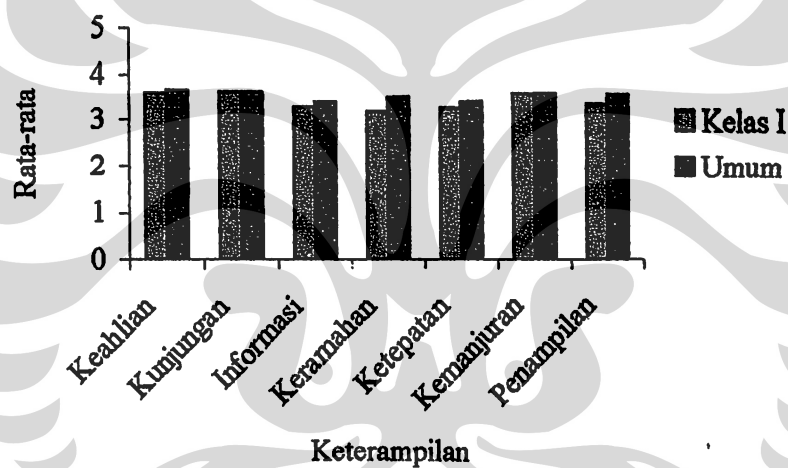 5
4
3
2
1
0
Rata-rata
Kelas I
Umum
Keahlian
Kunjungan
Informasi
Keramahan
Ketepatan
Kemanjuran
Penampilan
Keterampilan